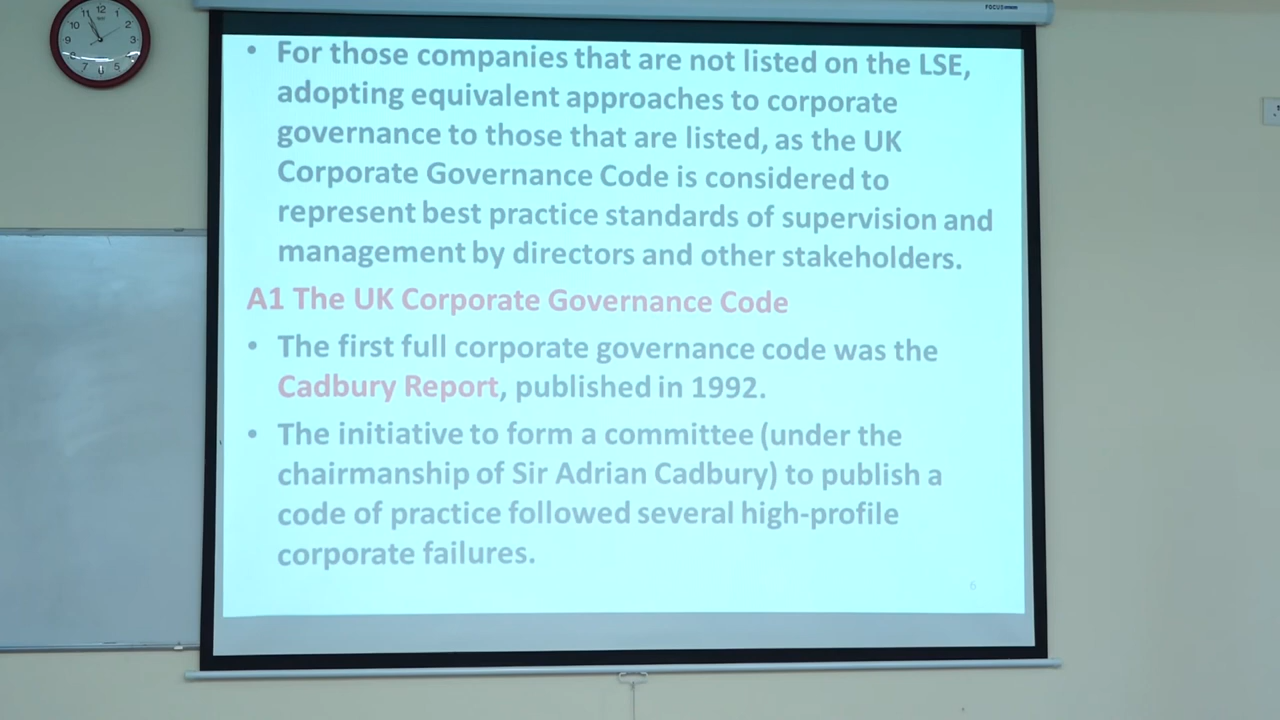 FOCUS
• For those companies that are not listed on the LSE,
adopting equivalent approaches to corporate
governance to those that are listed, as the UK
Corporate Governance Code is considered to
represent best practice standards of supervision and
management by directors and other stakeholders.
A1 The UK Corporate Governance Code
• The first full corporate governance code was the
Cadbury Report, published in 1992.
• The initiative to form a committee (under the
chairmanship of Sir Adrian Cadbury) to publish a
code of practice followed several high-profile
corporate failures.
6